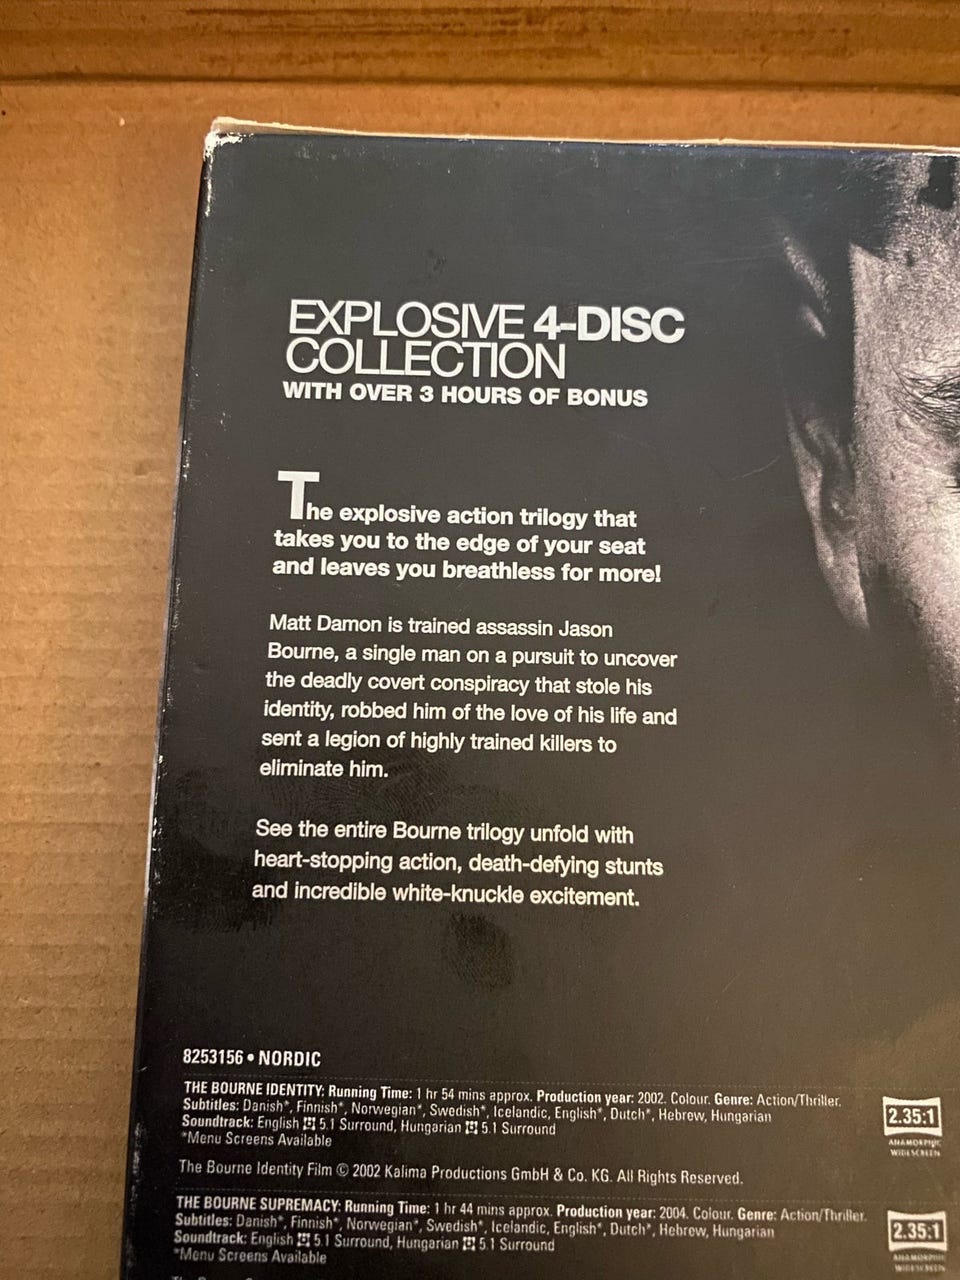 EXPLOSIVE 4-DISC
COLLECTION
WITH OVER 3 HOURS OF BONUS
The explosive action trilogy that
takes you to the edge of your seat
and leaves you breathless for more!
Matt Damon is trained assassin Jason
Bourne, a single man on a pursuit to uncover
the deadly covert conspiracy that stole his
identity, robbed him of the love of his life and
sent a legion of highly trained killers to
eliminate him.
See the entire Bourne trilogy unfold with
heart-stopping action, death-defying stunts
and incredible white-knuckle excitement.
8253156 • NORDIC
THE BOURNE IDENTITY: Running Time: 1 hr 54 mins approx. Production year: 2002. Colour. Genre: Action/Thriller.
Subtitles: Danish*, Finnish*, Norwegian*, Swedish*, Icelandic, English*, Dutch*, Hebrew, Hungarian
Soundtrack: English 5.1 Surround, Hungarian 5.1 Surround
*Menu Screens Available
2.35:1
ANAMORPHIC
WIDESCREEN
The Bourne Identity Film © 2002 Kalima Productions GmbH & Co. KG. All Rights Reserved.
THE BOURNE SUPREMACY: Running Time: 1 hr 44 mins approx. Production year: 2004. Colour. Genre: Action/Thriller.
Subtitles: Danish*, Finnish*, Norwegian*, Swedish*, Icelandic, English*, Dutch*, Hebrew, Hungarian
Soundtrack: English 5.1 Surround, Hungarian 5.1 Surround
*Menu Screens Available
2.35:1
ANAMORPHIC
WIDESCREEN